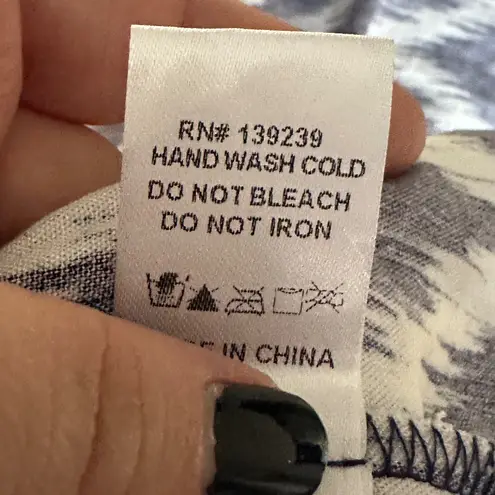 RN# 139239
HAND WASH COLD
DO NOT BLEACH
DO NOT IRON
IN CHINA